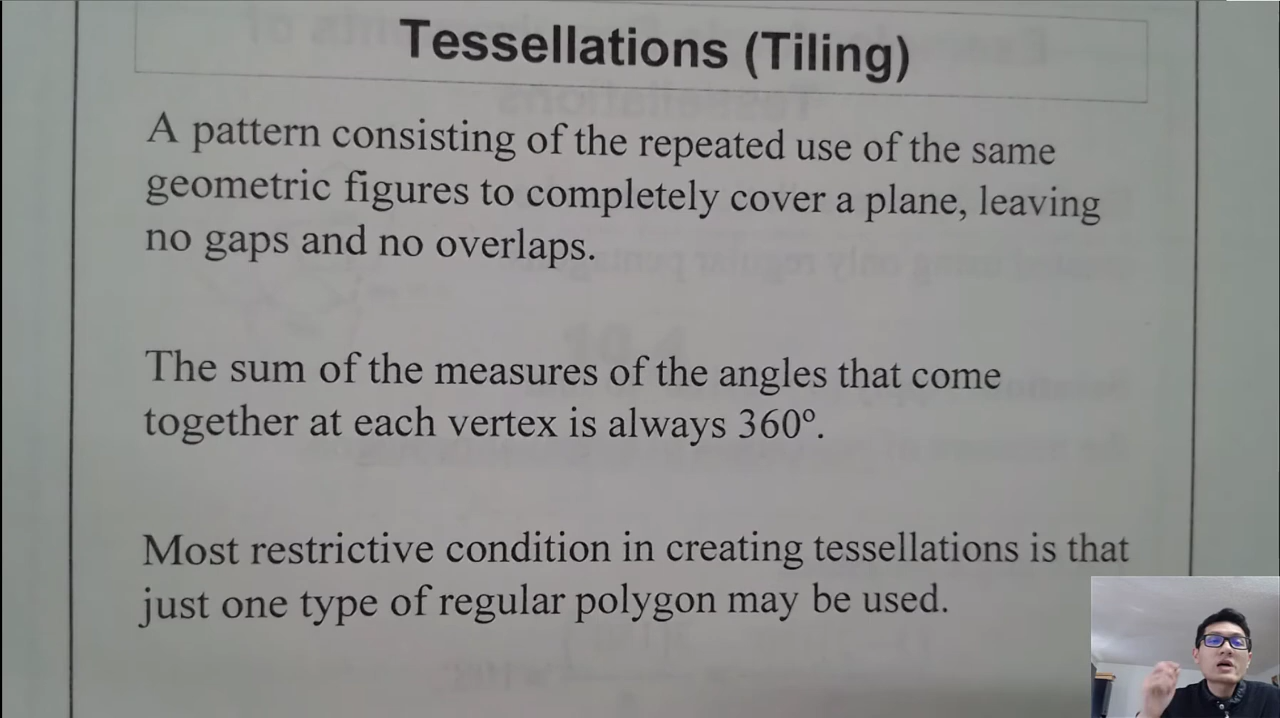 Tessellations (Tiling)
A pattern consisting of the repeated use of the same
geometric figures to completely cover a plane, leaving
no gaps and no overlaps.
The sum of the measures of the angles that come
together at each vertex is always 360º.
Most restrictive condition in creating tessellations is that
just one type of regular polygon may be used.